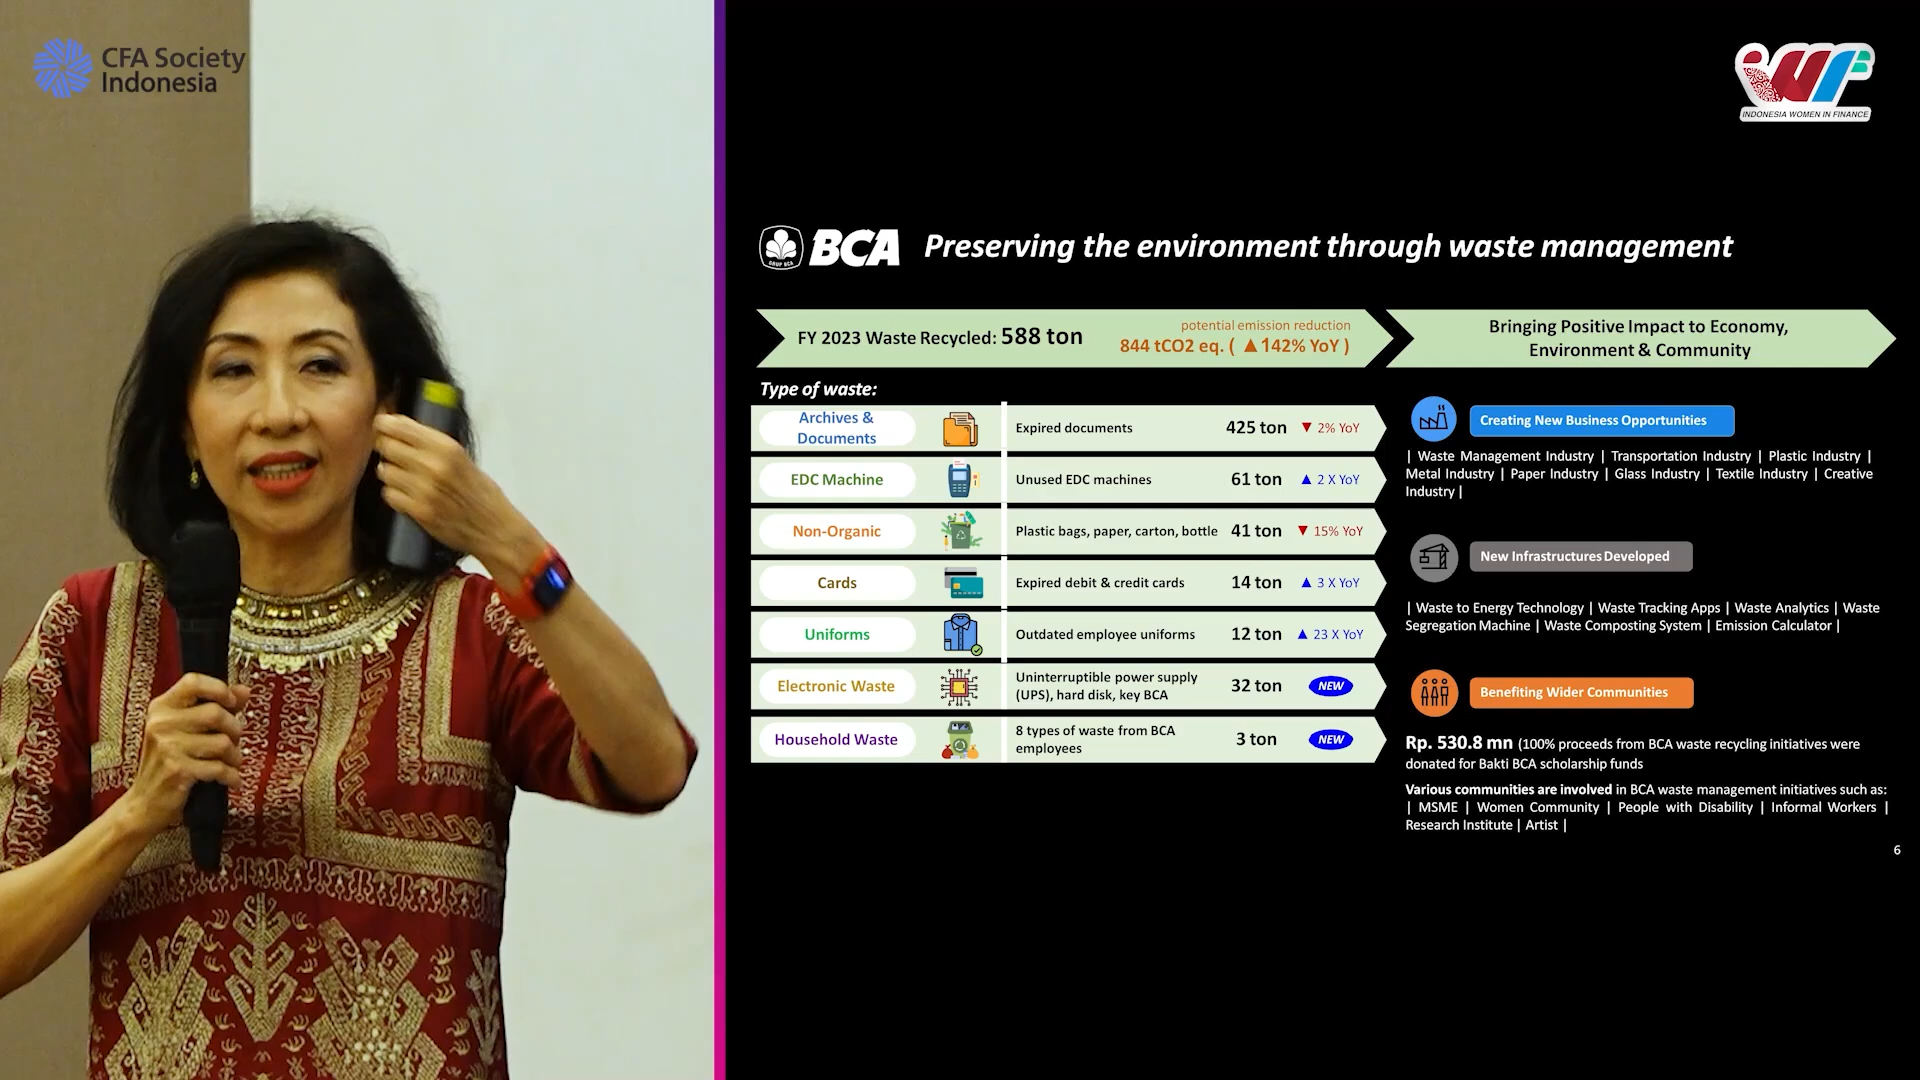 CFA Society
Indonesia
IWF
INDONESIA WOMEN IN FINANCE
GRUP BCA
BCA
Preserving the environment through waste management
FY 2023 Waste Recycled: 588 ton
potential emission reduction
844 tCO2 eq. ( ▲142% YoY )
Bringing Positive Impact to Economy,
Environment & Community
Type of waste:
Archives &
Documents
Expired documents
425 ton
▼ 2% YoY
EDC Machine
Unused EDC machines
61 ton
▲ 2 X YoY
Non-Organic
Plastic bags, paper, carton, bottle
41 ton
▼ 15% YoY
Cards
Expired debit & credit cards
14 ton
▲ 3 X YoY
Uniforms
Outdated employee uniforms
12 ton
▲ 23 X YoY
Electronic Waste
Uninterruptible power supply
(UPS), hard disk, key BCA
32 ton
NEW
Household Waste
8 types of waste from BCA
employees
3 ton
NEW
Creating New Business Opportunities
| Waste Management Industry | Transportation Industry | Plastic Industry |
Metal Industry | Paper Industry | Glass Industry | Textile Industry | Creative
Industry |
New Infrastructures Developed
| Waste to Energy Technology | Waste Tracking Apps | Waste Analytics | Waste
Segregation Machine | Waste Composting System | Emission Calculator |
Benefiting Wider Communities
Rp. 530.8 mn (100% proceeds from BCA waste recycling initiatives were
donated for Bakti BCA scholarship funds
Various communities are involved in BCA waste management initiatives such as:
| MSME | Women Community | People with Disability | Informal Workers |
Research Institute | Artist |
6